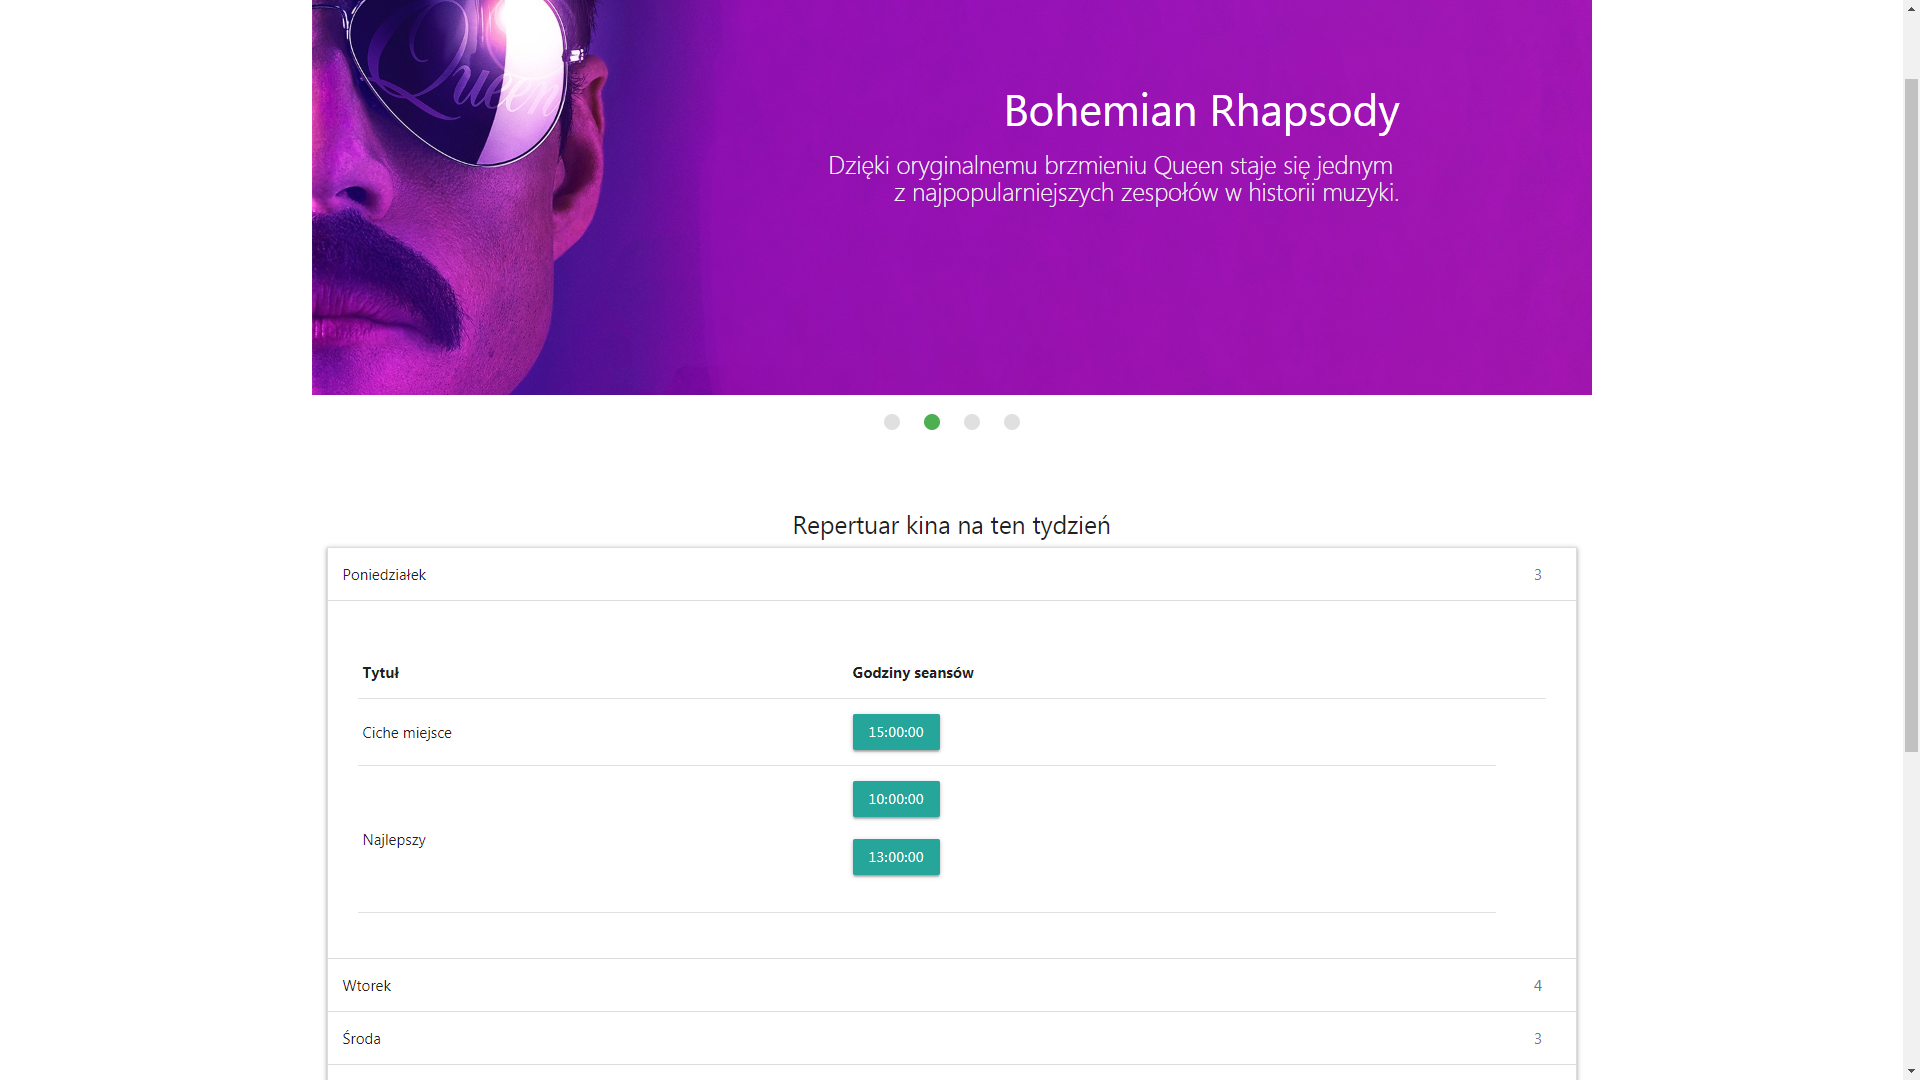 Queen
Bohemian Rhapsody
Dzięki oryginalnemu brzmieniu Queen staje się jednym
z najpopularniejszych zespołów w historii muzyki.
Repertuar kina na ten tydzień
Poniedziałek 3
Tytuł Godziny seansów
Ciche miejsce 15:00:00
10:00:00
Najlepszy
13:00:00
Wtorek 4
Środa 3